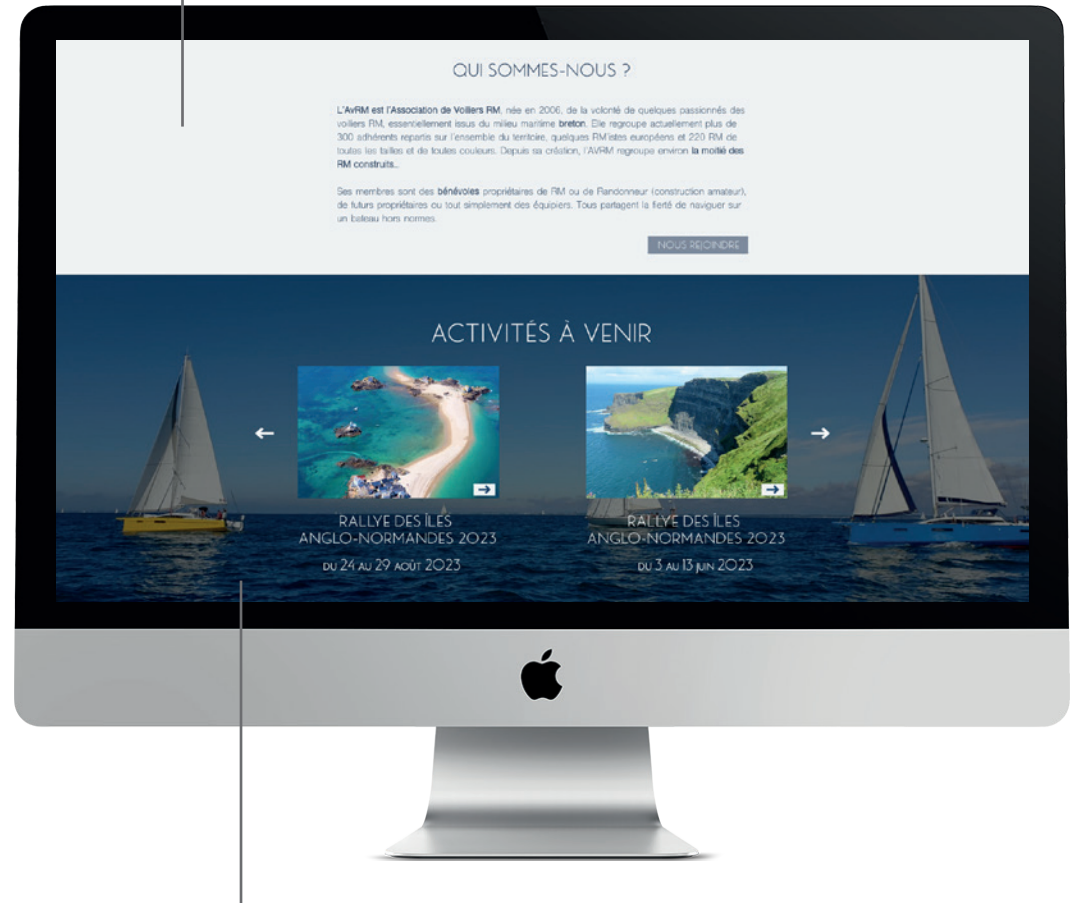 QUI SOMMES-NOUS ?
L'AvRM est l'Association de Voiliers RM, née en 2006, de la volonté de quelques passionnés des
voiliers RM, essentiellement issus du milieu maritime breton. Elle regroupe actuellement plus de
300 adhérents repartis sur l'ensemble du territoire, quelques RM'istes européens et 220 RM de
toutes les tailles et de toutes couleurs. Depuis sa création, l'AVRM regroupe environ la moitié des
RM construits...
Ses membres sont des bénévoles propriétaires de RM ou de Randonneur (construction amateur),
de futurs propriétaires ou tout simplement des équipiers. Tous partagent la fierté de naviguer sur
un bateau hors normes.
NOUS REJOINDRE
ACTIVITÉS À VENIR
RALLYE DES ÎLES
ANGLO-NORMANDES 2023
DU 24 AU 29 AOÛT 2023
RALLYE DES ÎLES
ANGLO-NORMANDES 2023
DU 3 AU 13 JUIN 2023